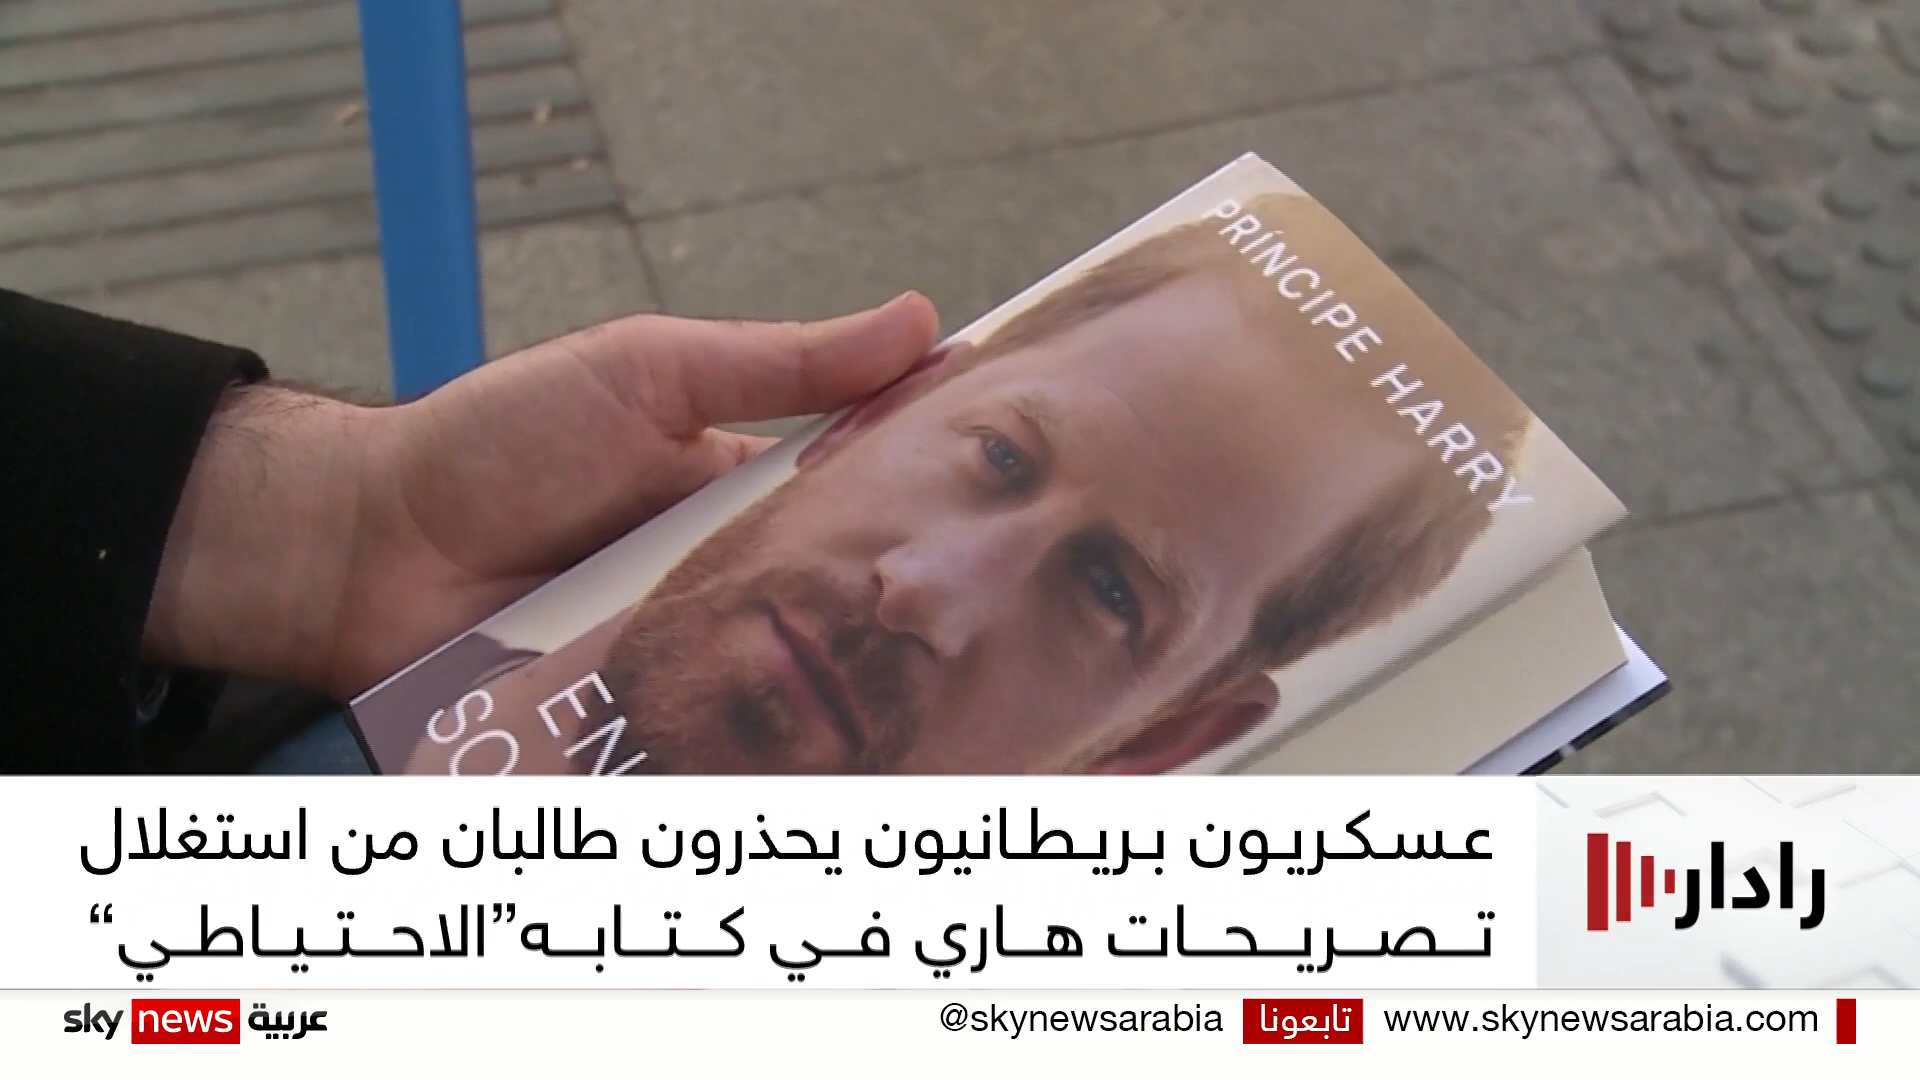 PRÍNCIPE HARRY
EN
SO
عسكريون بريطانيون يحذرون طالبان من استغلال
تصريحات هاري في كتابه”الاحتياطي“
رادار
sky news عربية
@skynewsarabia تابعونا www.skynewsarabia.com